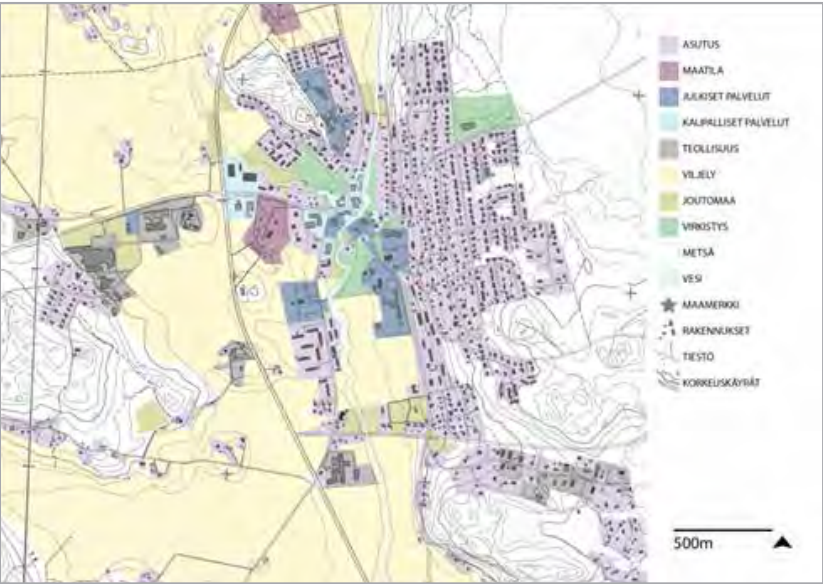 ASUTUS
MAATILA
JULKISET PALVELUT
KAUPALLISET PALVELUT
TEOLLISUUS
VILJELY
JOUTOMAA
VIRKISTYS
METSÄ
VESI
MAAMERKKI
RAKENNUKSET
TIESTÖ
KORKEUSKÄYRÄT
500m